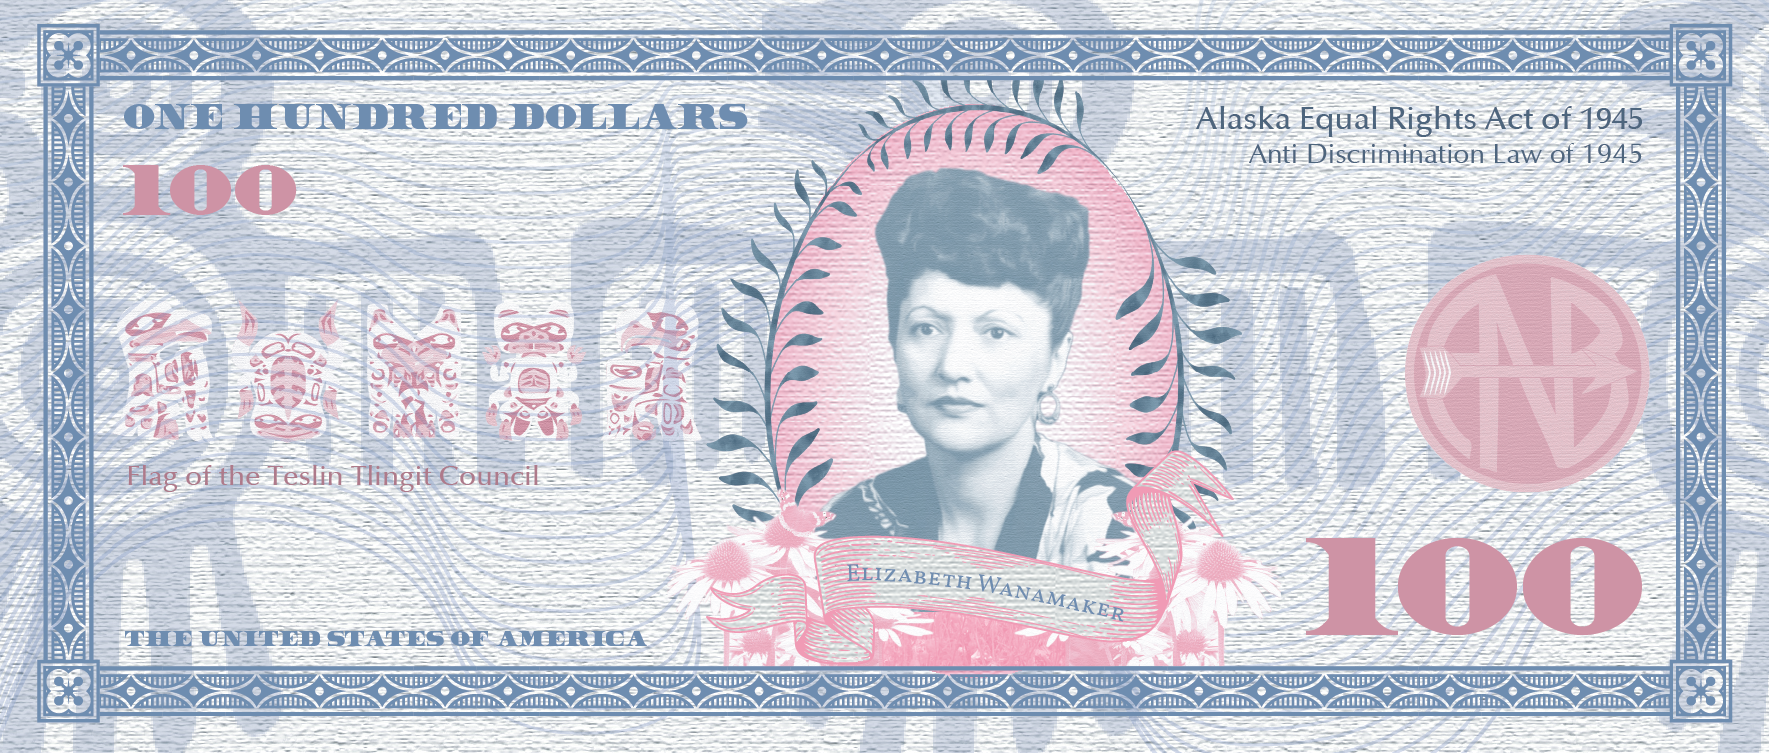 ONE HUNDRED DOLLARS
Alaska Equal Rights Act of 1945
Anti Discrimination Law of 1945
100
ANB
Flag of the Teslin Tlingit Council
ELIZABETH WANAMAKER
100
THE UNITED STATES OF AMERICA